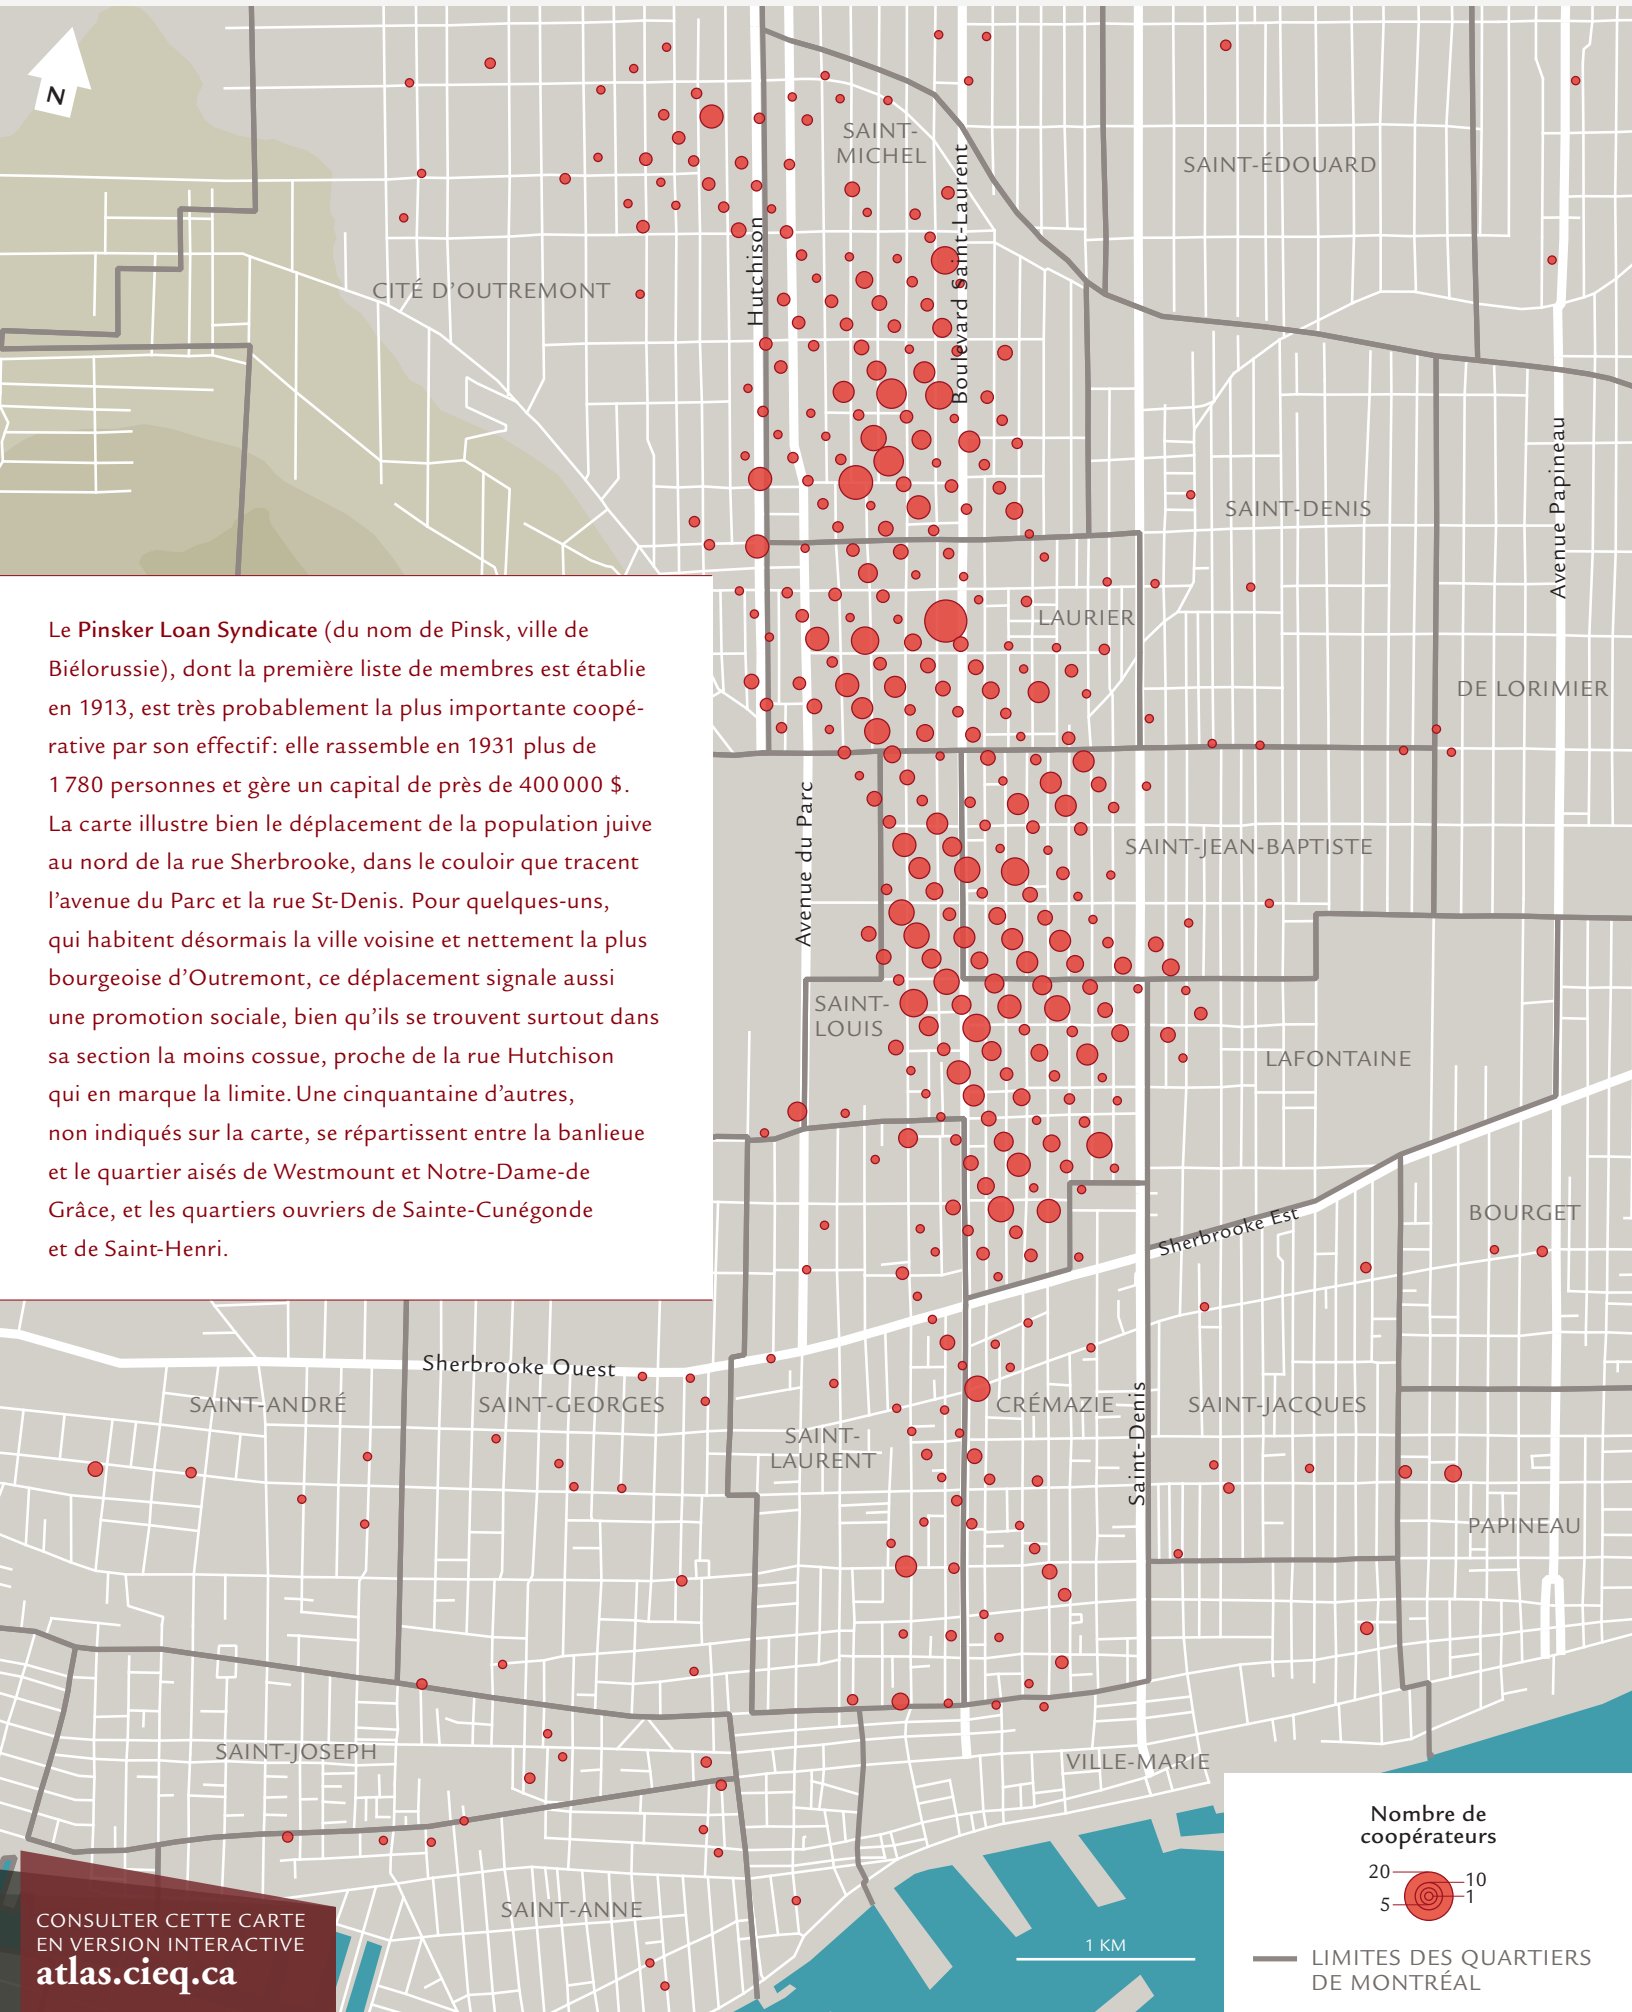 N
SAINT-
MICHEL
SAINT-ÉDOUARD
Hutchison
Boulevard Saint-Laurent
CITÉ D'OUTREMONT
SAINT-DENIS
Avenue Papineau
LAURIER
DE LORIMIER
Le Pinsker Loan Syndicate (du nom de Pinsk, ville de
Biélorussie), dont la première liste de membres est établie
en 1913, est très probablement la plus importante coopé-
rative par son effectif : elle rassemble en 1931 plus de
1 780 personnes et gère un capital de près de 400 000 $.
La carte illustre bien le déplacement de la population juive
au nord de la rue Sherbrooke, dans le couloir que tracent
l'avenue du Parc et la rue St-Denis. Pour quelques-uns,
qui habitent désormais la ville voisine et nettement la plus
bourgeoise d'Outremont, ce déplacement signale aussi
une promotion sociale, bien qu'ils se trouvent surtout dans
sa section la moins cossue, proche de la rue Hutchison
qui en marque la limite. Une cinquantaine d'autres,
non indiqués sur la carte, se répartissent entre la banlieue
et le quartier aisés de Westmount et Notre-Dame-de
Grâce, et les quartiers ouvriers de Sainte-Cunégonde
et de Saint-Henri.
Avenue du Parc
SAINT-JEAN-BAPTISTE
SAINT-
LOUIS
LAFONTAINE
Sherbrooke Est
BOURGET
Sherbrooke Ouest
SAINT-ANDRÉ
SAINT-GEORGES
SAINT-
LAURENT
CRÉMAZIE
Saint-Denis
SAINT-JACQUES
PAPINEAU
SAINT-JOSEPH
VILLE-MARIE
SAINT-ANNE
CONSULTER CETTE CARTE
EN VERSION INTERACTIVE
atlas.cieq.ca
1 KM
Nombre de
coopérateurs
20
10
5
1
LIMITES DES QUARTIERS
DE MONTRÉAL